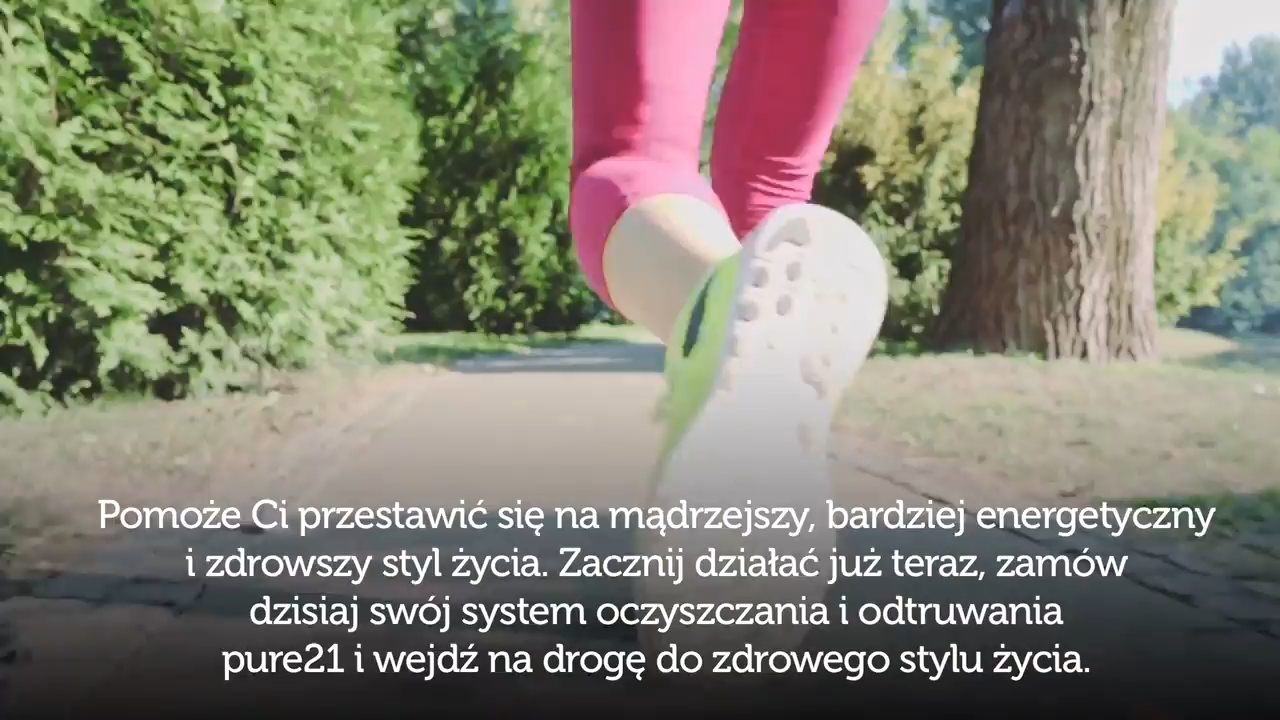 Pomoże Ci przestawić się na mądrzejszy, bardziej energetyczny
i zdrowszy styl życia. Zacznij działać już teraz, zamów
dzisiaj swój system oczyszczania i odtruwania
pure21 i wejdź na drogę do zdrowego stylu życia.